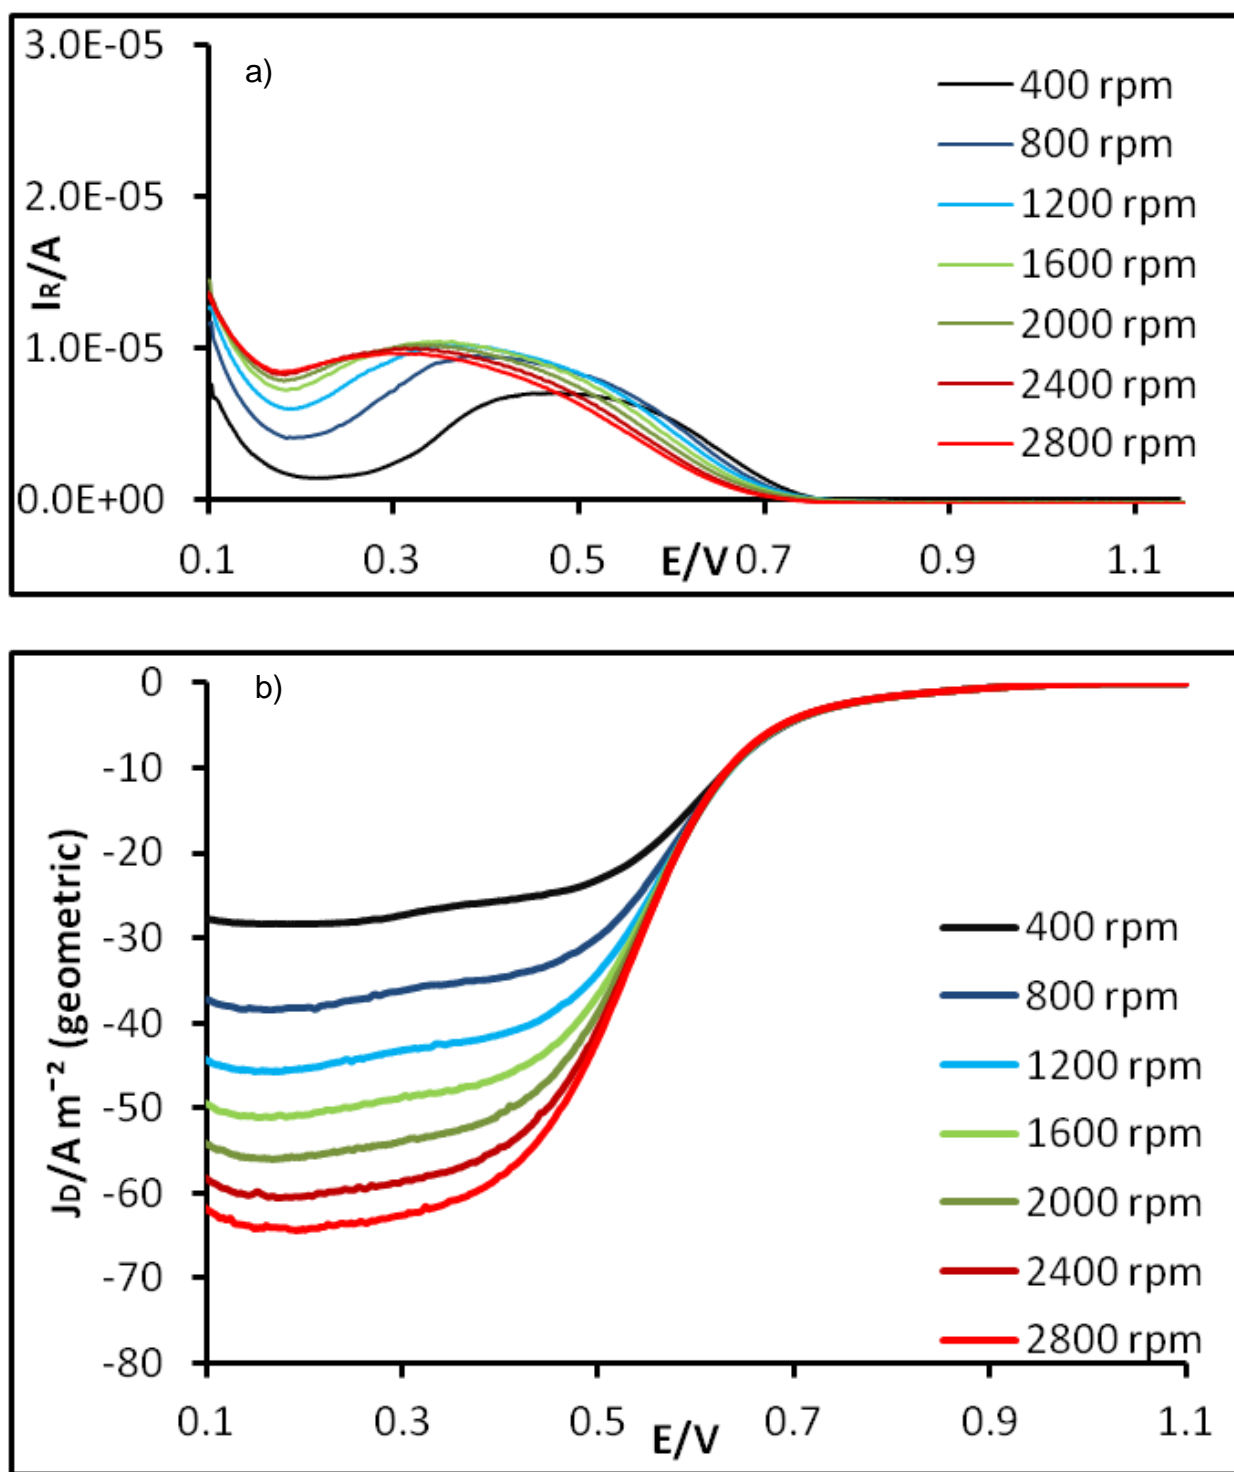 a)
3.0E-05
2.0E-05
1.0E-05
0.0E+00
I_R/A
0.1 0.3 0.5 0.7 0.9 1.1
E/V
400 rpm
800 rpm
1200 rpm
1600 rpm
2000 rpm
2400 rpm
2800 rpm
b)
0
-10
-20
-30
-40
-50
-60
-70
-80
J_D/A m⁻² (geometric)
0.1 0.3 0.5 0.7 0.9 1.1
E/V
400 rpm
800 rpm
1200 rpm
1600 rpm
2000 rpm
2400 rpm
2800 rpm